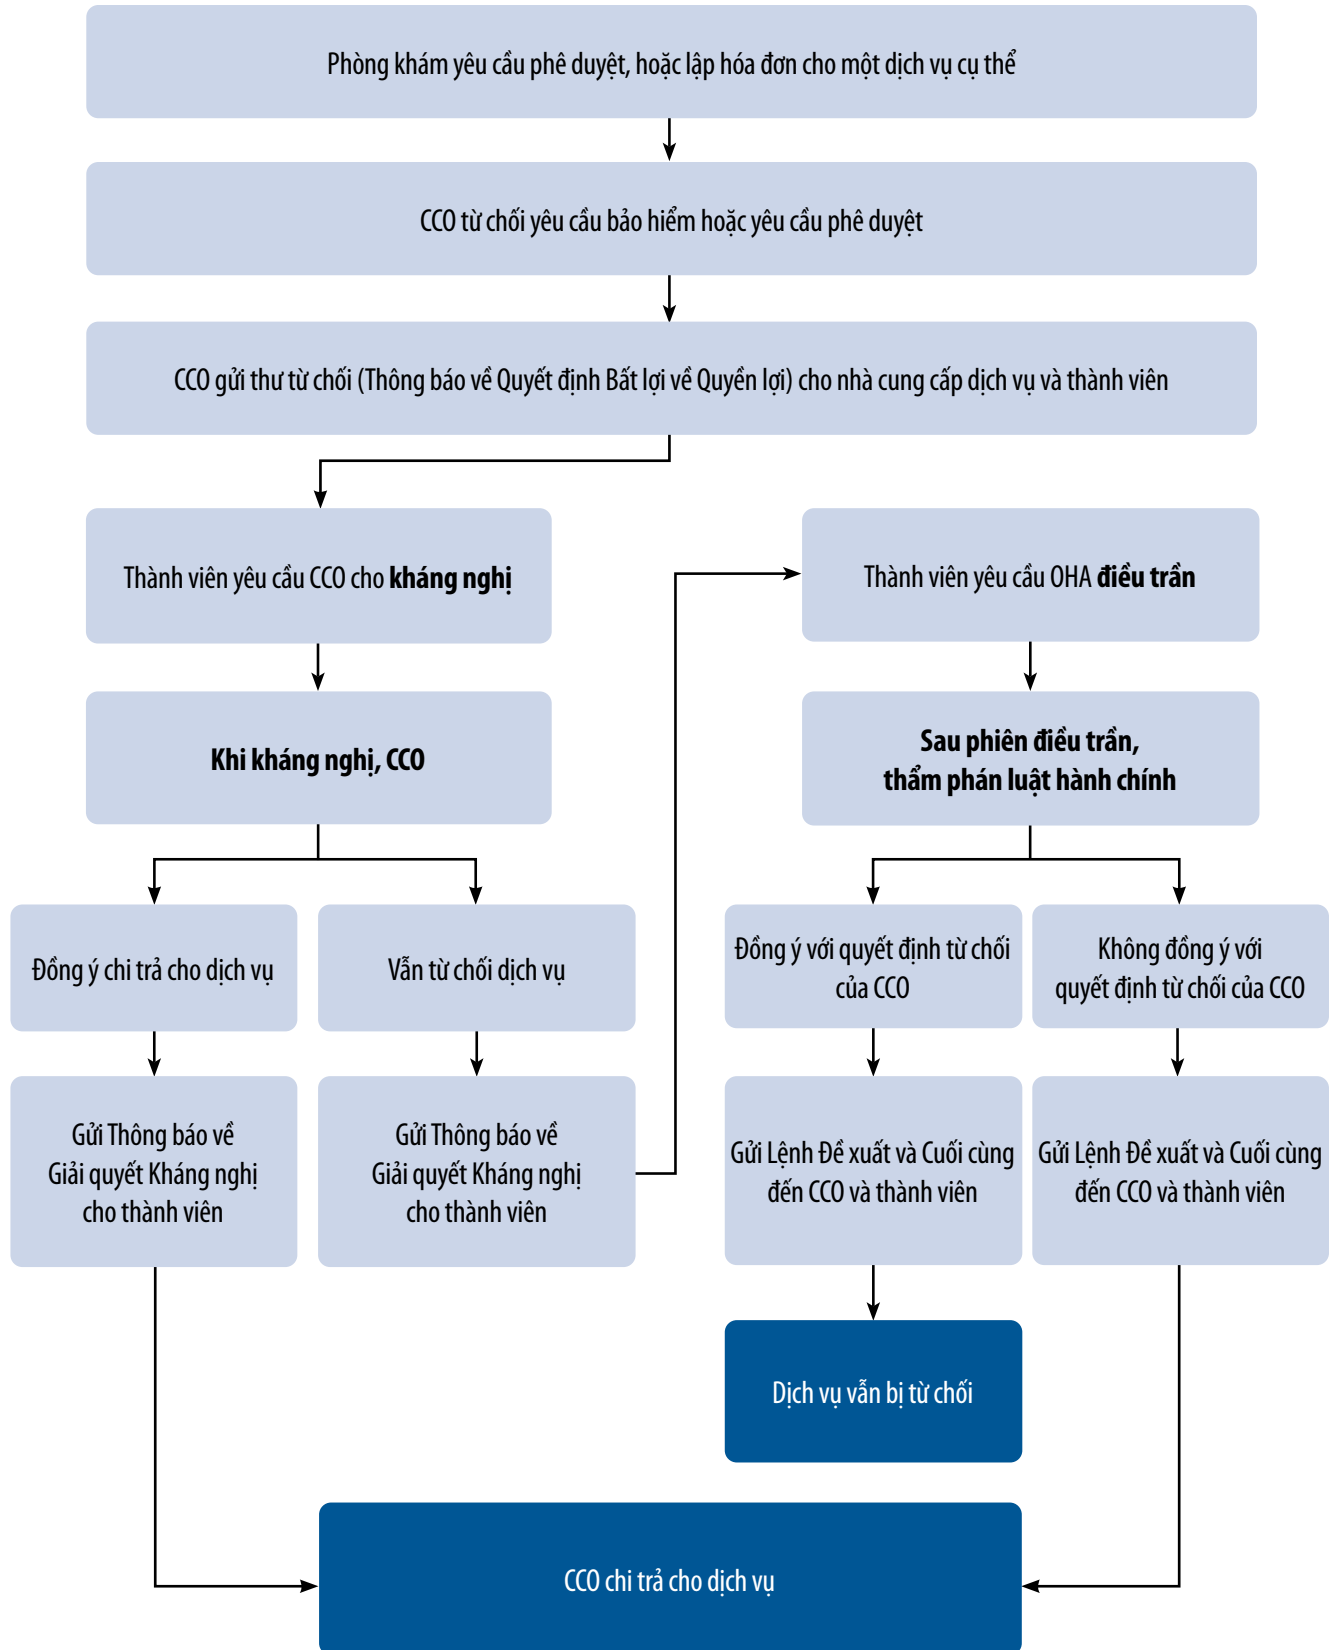 Phòng khám yêu cầu phê duyệt, hoặc lập hóa đơn cho một dịch vụ cụ thể
CCO từ chối yêu cầu bảo hiểm hoặc yêu cầu phê duyệt
CCO gửi thư từ chối (Thông báo về Quyết định Bất lợi về Quyền lợi) cho nhà cung cấp dịch vụ và thành viên
Thành viên yêu cầu CCO cho kháng nghị
Khi kháng nghị, CCO
Đồng ý chi trả cho dịch vụ
Vẫn từ chối dịch vụ
Gửi Thông báo về
Giải quyết Kháng nghị
cho thành viên
Gửi Thông báo về
Giải quyết Kháng nghị
cho thành viên
Thành viên yêu cầu OHA điều trần
Sau phiên điều trần,
thẩm phán luật hành chính
Đồng ý với quyết định từ chối
của CCO
Không đồng ý với
quyết định từ chối của CCO
Gửi Lệnh Đề xuất và Cuối cùng
đến CCO và thành viên
Gửi Lệnh Đề xuất và Cuối cùng
đến CCO và thành viên
Dịch vụ vẫn bị từ chối
CCO chi trả cho dịch vụ